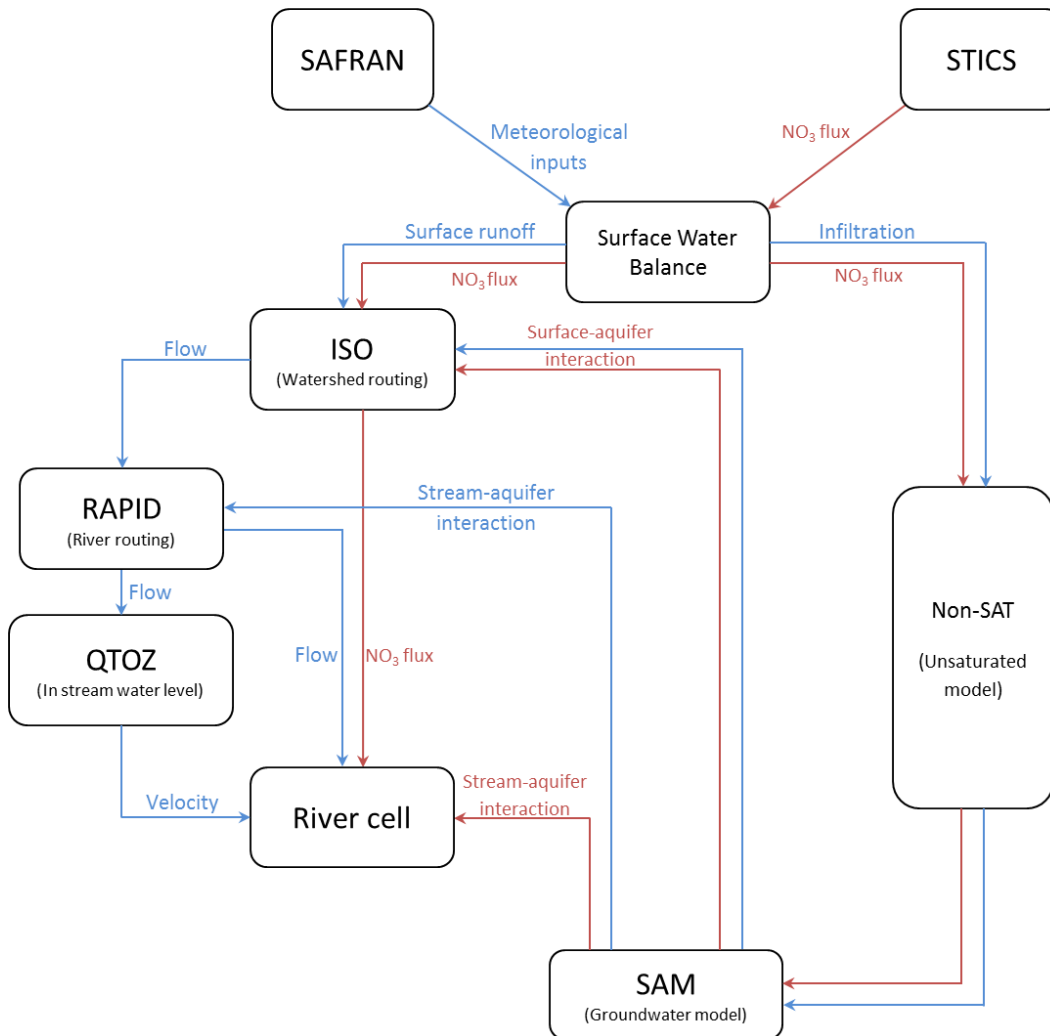 SAFRAN
STICS
Meteorological
inputs
NO₃ flux
Surface Water
Balance
Surface runoff
NO₃ flux
Infiltration
NO₃ flux
ISO
(Watershed routing)
Surface-aquifer
interaction
Flow
RAPID
(River routing)
Stream-aquifer
interaction
Flow
QTOZ
(In stream water level)
Flow
NO₃ flux
Non-SAT
(Unsaturated
model)
Velocity
River cell
Stream-aquifer
interaction
SAM
(Groundwater model)